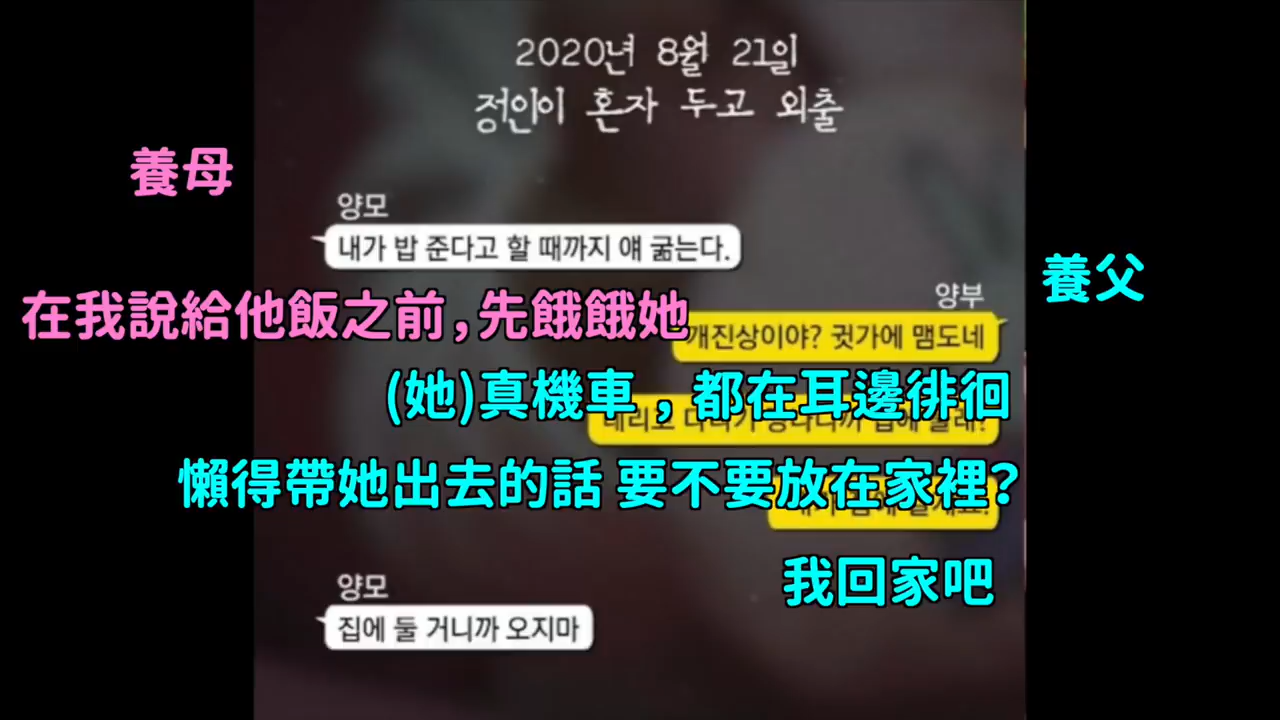 2020년 8월 21일
정인이 혼자 두고 외출
養母
양모
내가 밥 준다고 할 때까지 얘 굶는다.
養父
양부
在我說給他飯之前,先餓餓她
개진상이야? 귓가에 맴도네
(她)真機車，都在耳邊徘徊
懶得帶她出去的話 要不要放在家裡?
我回家吧
양모
집에 둘 거니까 오지마